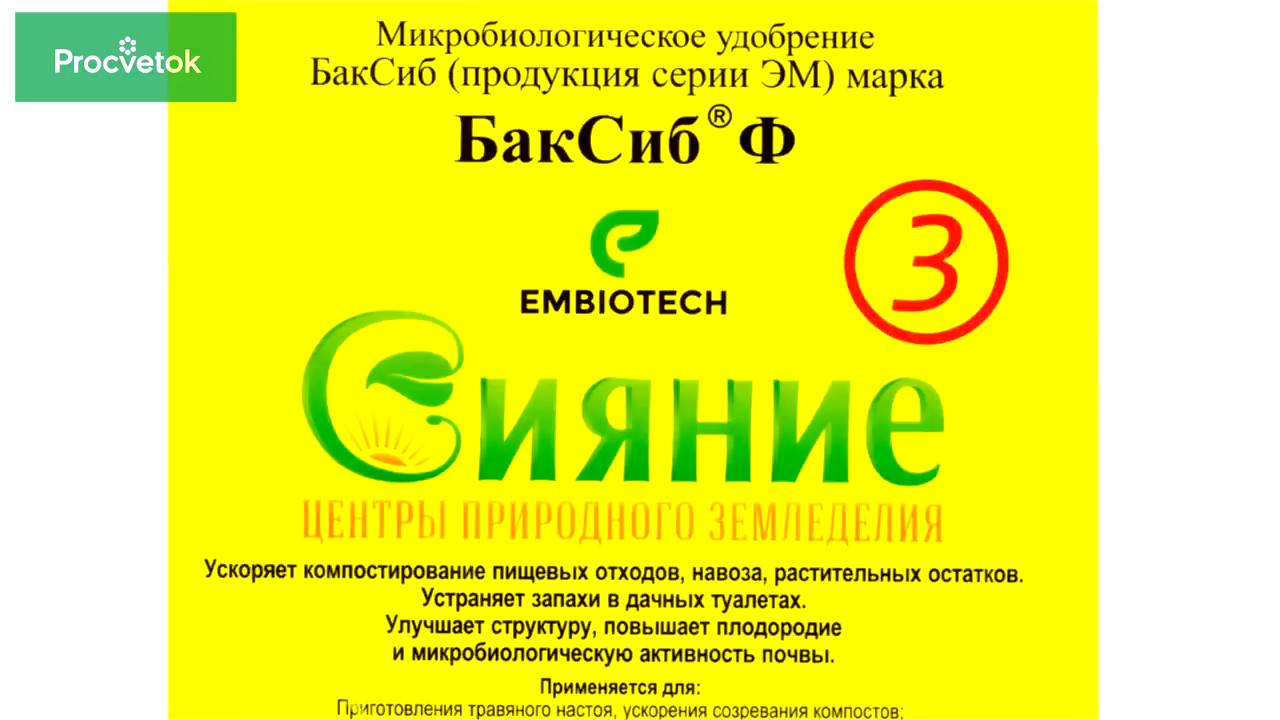 Procvetok
Микробиологическое удобрение
БакСиб (продукция серии ЭМ) марка
БакСиб® Ф
3
EMBIOTECH
Сияние
ЦЕНТРЫ ПРИРОДНОГО ЗЕМЛЕДЕЛИЯ
Ускоряет компостирование пищевых отходов, навоза, растительных остатков.
Устраняет запахи в дачных туалетах.
Улучшает структуру, повышает плодородие
и микробиологическую активность почвы.
Применяется для:
Приготовления травяного настоя, ускорения созревания компостов;